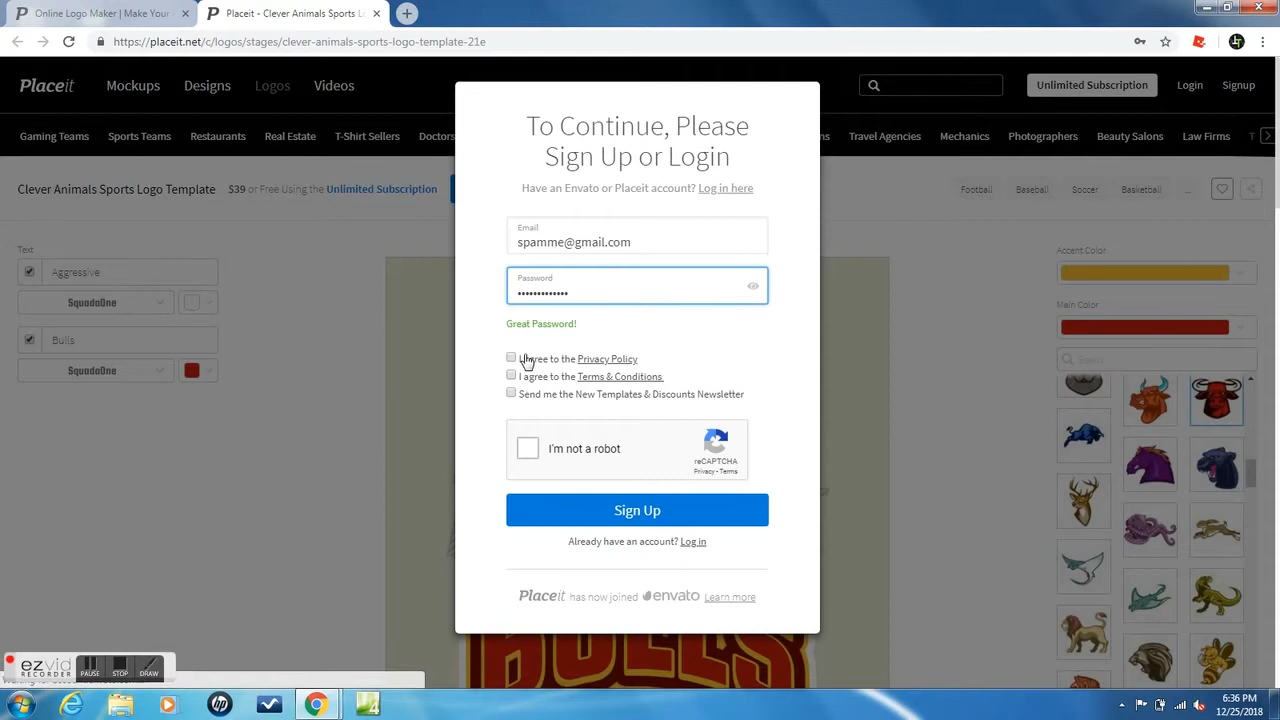 Online Logo Maker | Make Your
Placeit - Clever Animals Sports L
https://placeit.net/c/logos/stages/clever-animals-sports-logo-template-21e
Placeit
Mockups
Designs
Logos
Videos
Unlimited Subscription
Login
Signup
Gaming Teams
Sports Teams
Restaurants
Real Estate
T-Shirt Sellers
Doctors
Travel Agencies
Mechanics
Photographers
Beauty Salons
Law Firms
T
Clever Animals Sports Logo Template
$39 or Free Using the Unlimited Subscription
Football
Baseball
Soccer
Basketball
...
To Continue, Please
Sign Up or Login
Have an Envato or Placeit account? Log in here
Email
spamme@gmail.com
Password
•••••••••••••
Great Password!
I agree to the Privacy Policy
I agree to the Terms & Conditions
Send me the New Templates & Discounts Newsletter
I'm not a robot
reCAPTCHA
Privacy - Terms
Sign Up
Already have an account? Log in
Placeit has now joined envato Learn more
Text
Aggressive
SquadaOne
Bulls
SquadaOne
Accent Color
Main Color
Search
BULLS
ezvid
RECORDER
PAUSE
STOP
DRAW
6:36 PM
12/25/2018